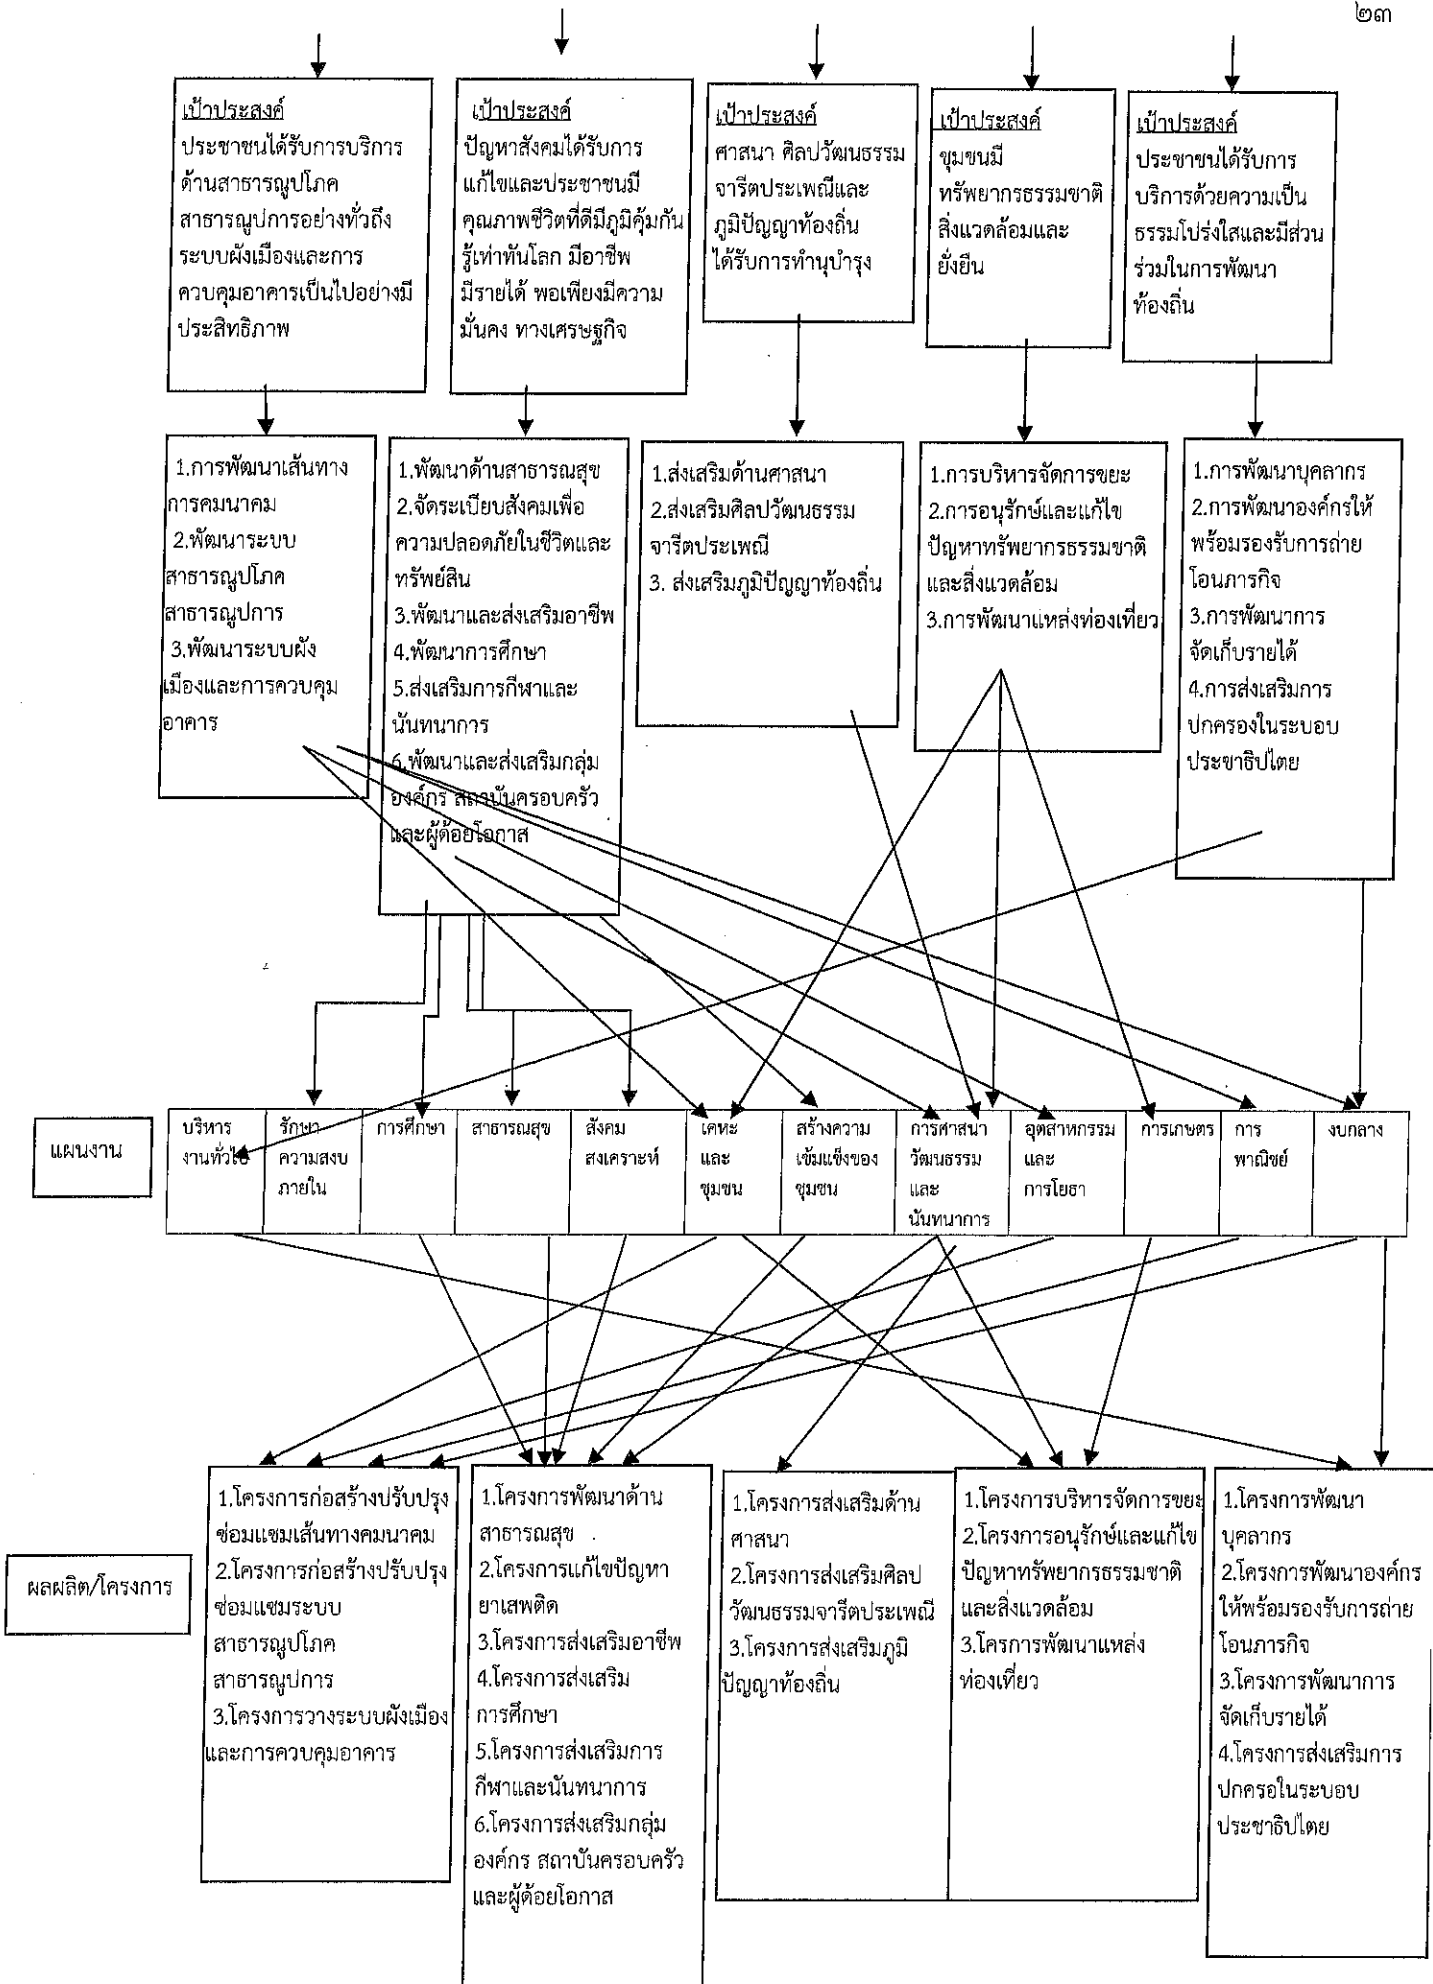 ๒๓
เป้าประสงค์
ประชาชนได้รับการบริการ
ด้านสาธารณูปโภค
สาธารณูปการอย่างทั่วถึง
ระบบผังเมืองและการ
ควบคุมอาคารเป็นไปอย่างมี
ประสิทธิภาพ
เป้าประสงค์
ปัญหาสังคมได้รับการ
แก้ไขและประชาชนมี
คุณภาพชีวิตที่ดีมีภูมิคุ้มกัน
รู้เท่าทันโลก มีอาชีพ
มีรายได้ พอเพียงมีความ
มั่นคง ทางเศรษฐกิจ
เป้าประสงค์
ศาสนา ศิลปวัฒนธรรม
จารีตประเพณีและ
ภูมิปัญญาท้องถิ่น
ได้รับการทำนุบำรุง
เป้าประสงค์
ชุมชนมี
ทรัพยากรธรรมชาติ
สิ่งแวดล้อมและ
ยั่งยืน
เป้าประสงค์
ประชาชนได้รับการ
บริการด้วยความเป็น
ธรรมโปร่งใสและมีส่วน
ร่วมในการพัฒนา
ท้องถิ่น
1.การพัฒนาเส้นทาง
การคมนาคม
2.พัฒนาระบบ
สาธารณูปโภค
สาธารณูปการ
3.พัฒนาระบบผัง
เมืองและการควบคุม
อาคาร
1.พัฒนาด้านสาธารณสุข
2.จัดระเบียบสังคมเพื่อ
ความปลอดภัยในชีวิตและ
ทรัพย์สิน
3.พัฒนาและส่งเสริมอาชีพ
4.พัฒนาการศึกษา
5.ส่งเสริมการกีฬาและ
นันทนาการ
6.พัฒนาและส่งเสริมกลุ่ม
องค์กร สถาบันครอบครัว
และผู้ด้อยโอกาส
1.ส่งเสริมด้านศาสนา
2.ส่งเสริมศิลปวัฒนธรรม
จารีตประเพณี
3. ส่งเสริมภูมิปัญญาท้องถิ่น
1.การบริหารจัดการขยะ
2.การอนุรักษ์และแก้ไข
ปัญหาทรัพยากรธรรมชาติ
และสิ่งแวดล้อม
3.การพัฒนาแหล่งท่องเที่ยว
1.การพัฒนาบุคลากร
2.การพัฒนาองค์กรให้
พร้อมรองรับการถ่าย
โอนภารกิจ
3.การพัฒนาการ
จัดเก็บรายได้
4.การส่งเสริมการ
ปกครองในระบอบ
ประชาธิปไตย
แผนงาน
บริหาร
งานทั่วไป
รักษา
ความสงบ
ภายใน
การศึกษา
สาธารณสุข
สังคม
สงเคราะห์
เคหะ
และ
ชุมชน
สร้างความ
เข้มแข็งของ
ชุมชน
การศาสนา
วัฒนธรรม
และ
นันทนาการ
อุตสาหกรรม
และ
การโยธา
การเกษตร
การ
พาณิชย์
งบกลาง
ผลผลิต/โครงการ
1.โครงการก่อสร้างปรับปรุง
ซ่อมแซมเส้นทางคมนาคม
2.โครงการก่อสร้างปรับปรุง
ซ่อมแซมระบบ
สาธารณูปโภค
สาธารณูปการ
3.โครงการวางระบบผังเมือง
และการควบคุมอาคาร
1.โครงการพัฒนาด้าน
สาธารณสุข
2.โครงการแก้ไขปัญหา
ยาเสพติด
3.โครงการส่งเสริมอาชีพ
4.โครงการส่งเสริม
การศึกษา
5.โครงการส่งเสริมการ
กีฬาและนันทนาการ
6.โครงการส่งเสริมกลุ่ม
องค์กร สถาบันครอบครัว
และผู้ด้อยโอกาส
1.โครงการส่งเสริมด้าน
ศาสนา
2.โครงการส่งเสริมศิลป
วัฒนธรรมจารีตประเพณี
3.โครงการส่งเสริมภูมิ
ปัญญาท้องถิ่น
1.โครงการบริหารจัดการขยะ
2.โครงการอนุรักษ์และแก้ไข
ปัญหาทรัพยากรธรรมชาติ
และสิ่งแวดล้อม
3.โครการพัฒนาแหล่ง
ท่องเที่ยว
1.โครงการพัฒนา
บุคลากร
2.โครงการพัฒนาองค์กร
ให้พร้อมรองรับการถ่าย
โอนภารกิจ
3.โครงการพัฒนาการ
จัดเก็บรายได้
4.โครงการส่งเสริมการ
ปกครอในระบอบ
ประชาธิปไตย